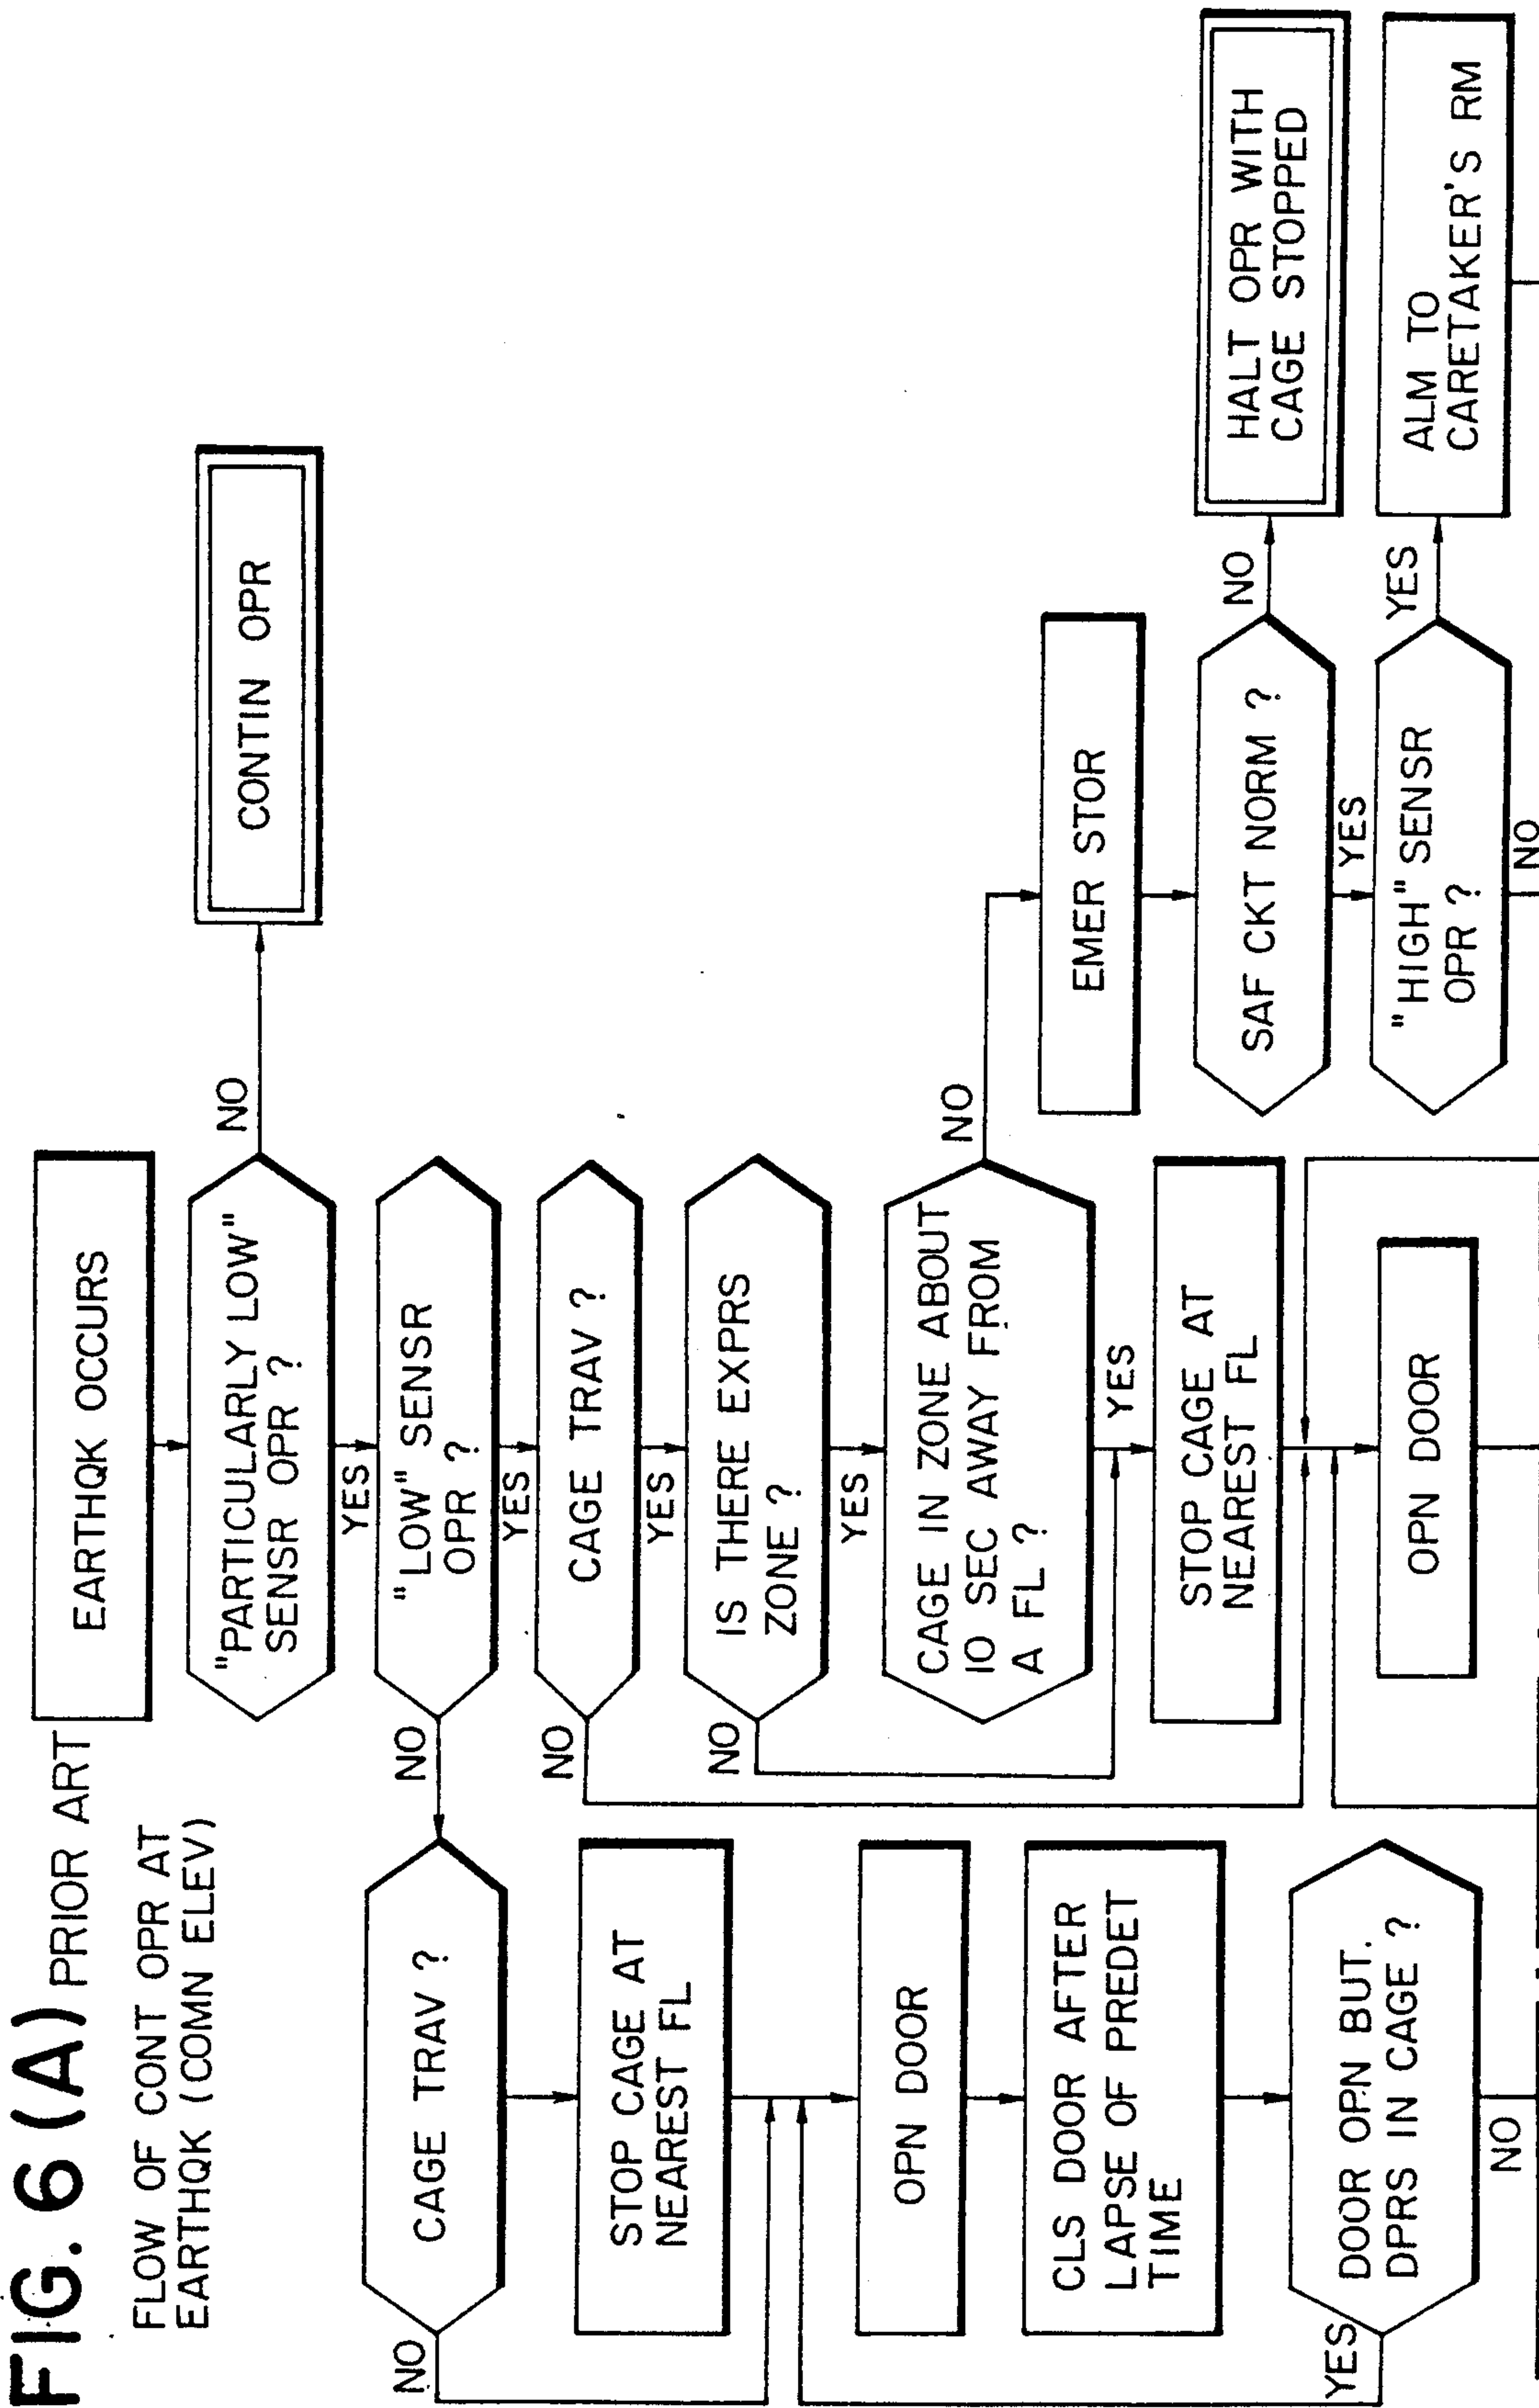 FIG. 6 (A) PRIOR ART
FLOW OF CONT OPR AT
EARTHQK (COMN ELEV)
EARTHQK OCCURS
"PARTICULARLY LOW"
SENSR OPR ?
NO
CONTIN OPR
YES
"LOW" SENSR
OPR ?
NO
YES
CAGE TRAV ?
NO
YES
IS THERE EXPRS
ZONE ?
NO
YES
CAGE IN ZONE ABOUT
10 SEC AWAY FROM
A FL ?
NO
YES
STOP CAGE AT
NEAREST FL
OPN DOOR
CAGE TRAV ?
NO
STOP CAGE AT
NEAREST FL
OPN DOOR
CLS DOOR AFTER
LAPSE OF PREDET
TIME
DOOR OPN BUT.
DPRS IN CAGE ?
YES
NO
EMER STOR
SAF CKT NORM ?
NO
HALT OPR WITH
CAGE STOPPED
YES
"HIGH" SENSR
OPR ?
YES
ALM TO
CARETAKER'S RM
NO